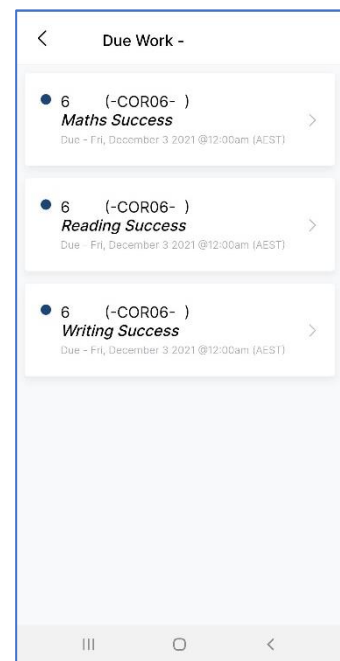 Due Work -
6 (-COR06- )
Maths Success
Due - Fri, December 3 2021 @12:00am (AEST)
6 (-COR06- )
Reading Success
Due - Fri, December 3 2021 @12:00am (AEST)
6 (-COR06- )
Writing Success
Due - Fri, December 3 2021 @12:00am (AEST)